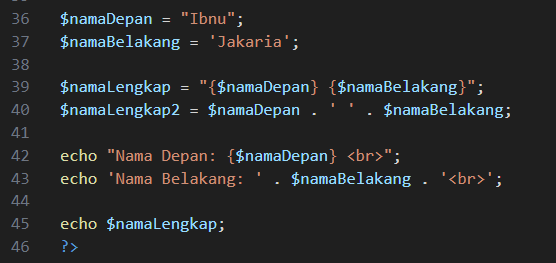 36 $namaDepan = "Ibnu";
37 $namaBelakang = 'Jakaria';
38
39 $namaLengkap = "{$namaDepan} {$namaBelakang}";
40 $namaLengkap2 = $namaDepan . ' ' . $namaBelakang;
41
42 echo "Nama Depan: {$namaDepan} <br>";
43 echo 'Nama Belakang: ' . $namaBelakang . '<br>';
44
45 echo $namaLengkap;
46 ?>